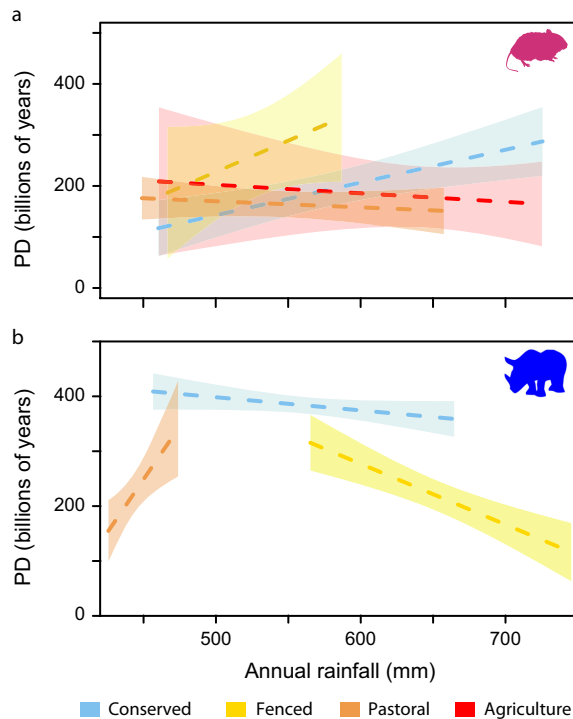 a
PD (billions of years)
400
200
0
b
PD (billions of years)
400
200
0
500 600 700
Annual rainfall (mm)
Conserved Fenced Pastoral Agriculture